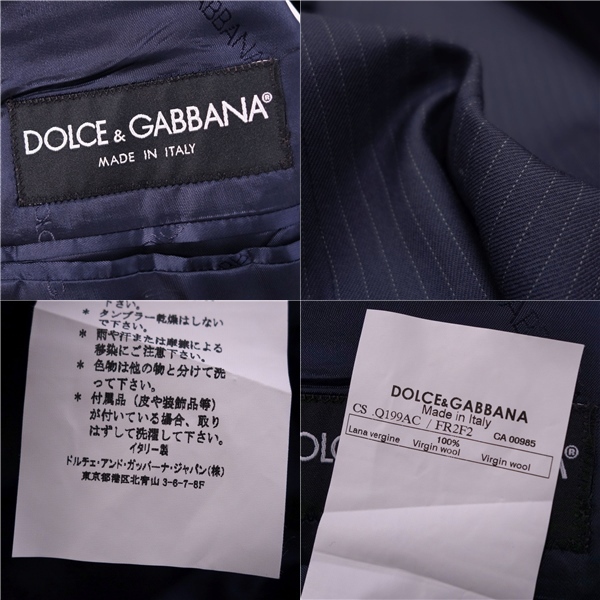 GABBANA
DOLCE & GABBANA®
MADE IN ITALY
下さい。
* タンブラー乾燥はしない
で下さい。
* 雨や汗または摩擦による
移染にご注意下さい。
* 色物は他の物と分けて洗
って下さい。
* 付属品（皮や装飾品等）
が付いている場合、取り
はずして洗濯して下さい。
イタリー製
ドルチェ・アンド・ガッバーナ・ジャパン(株)
東京都港区北青山3-6-7-8F
DOLCE&GABBANA
Made in Italy
CS .Q199AC / FR2F2 CA 00985
Lana vergine 100% Virgin wool Virgin wool
DOL
ANA®